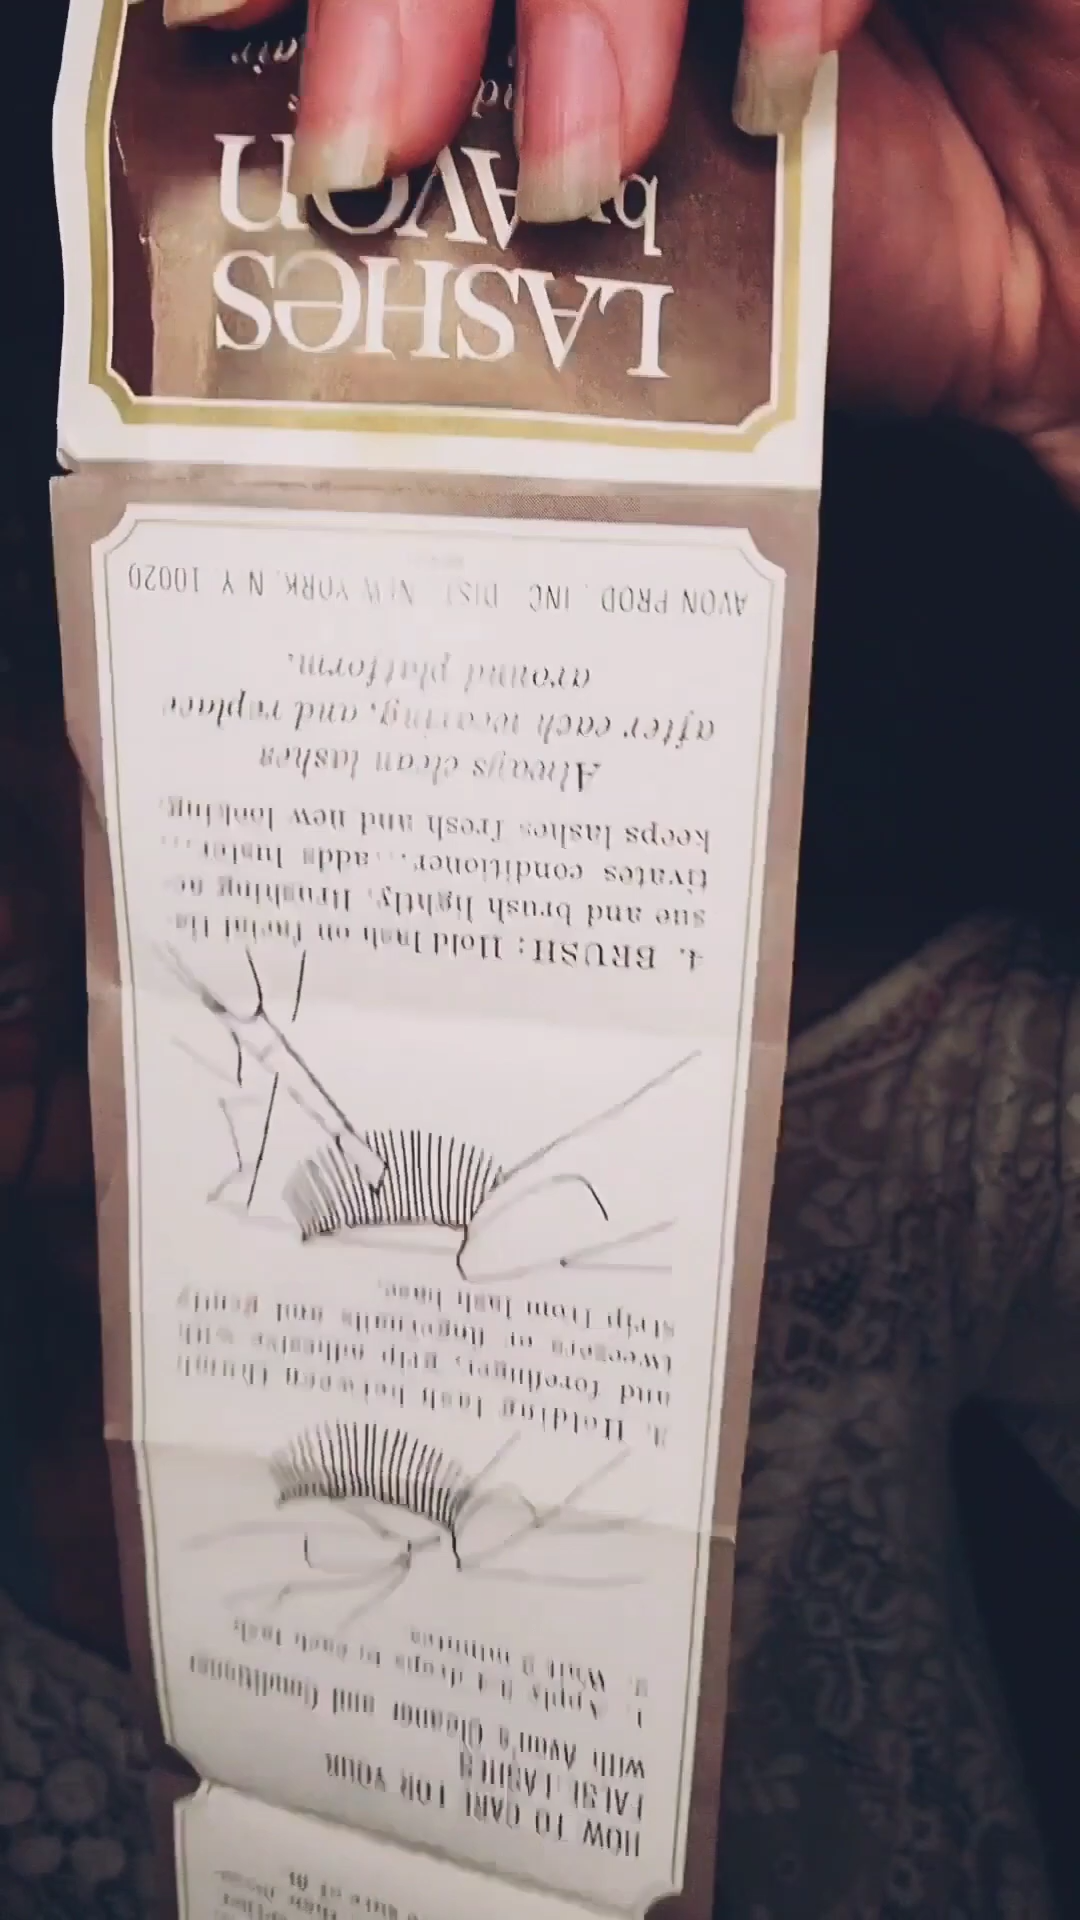 HOW TO CARE FOR YOUR
FALSE LASHES
with Avon's Cleaner and Conditioner
1. Apply 3-4 drops to each lash
2. Wait 2 minutes
3. Holding lash between thumb
and forefinger, grip adhesive with
tweezers or fingernails and gently
strip from lash base.
4. BRUSH: Hold lash on facial tis-
sue and brush lightly. Brushing ac-
tivates conditioner...adds luster...
keeps lashes fresh and new looking.
Always clean lashes
after each wearing, and replace
around platform.
AVON PROD., INC. DIST. NEW YORK, N.Y. 10020
LASHES
by AVON